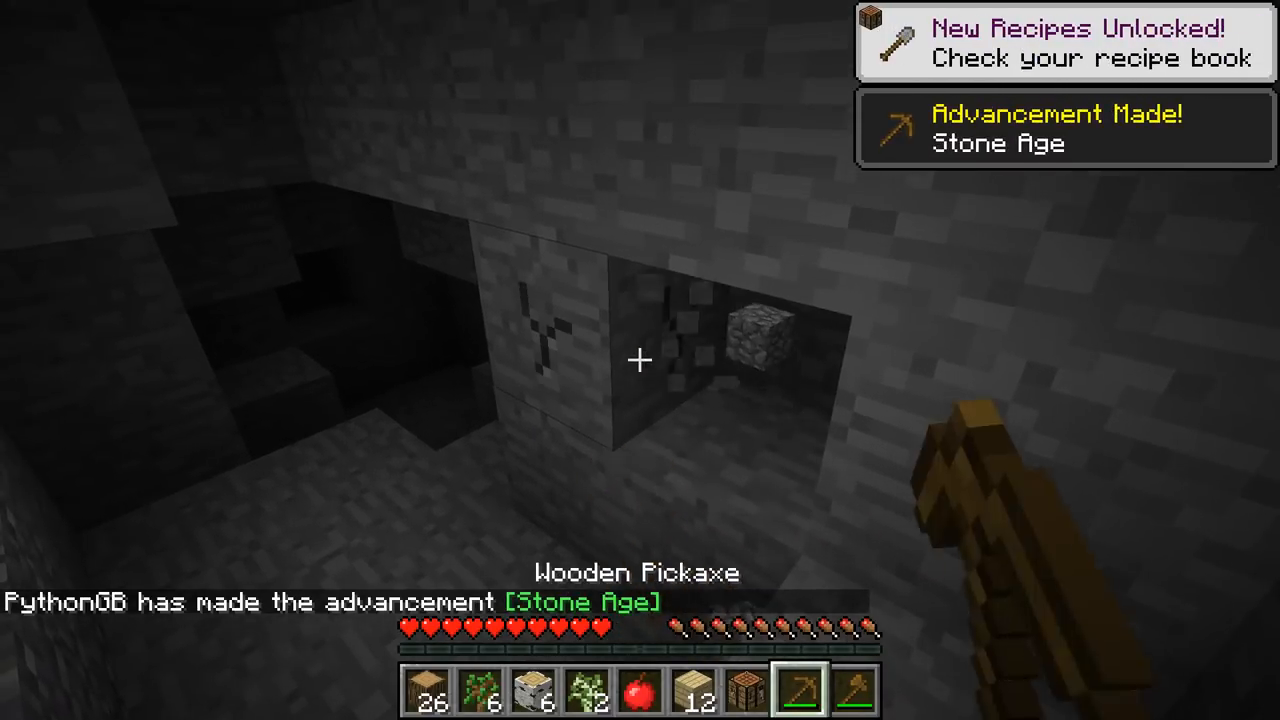 New Recipes Unlocked!
Check your recipe book
Advancement Made!
Stone Age
Wooden Pickaxe
PythonGB has made the advancement [Stone Age]
26 6 6 2 12